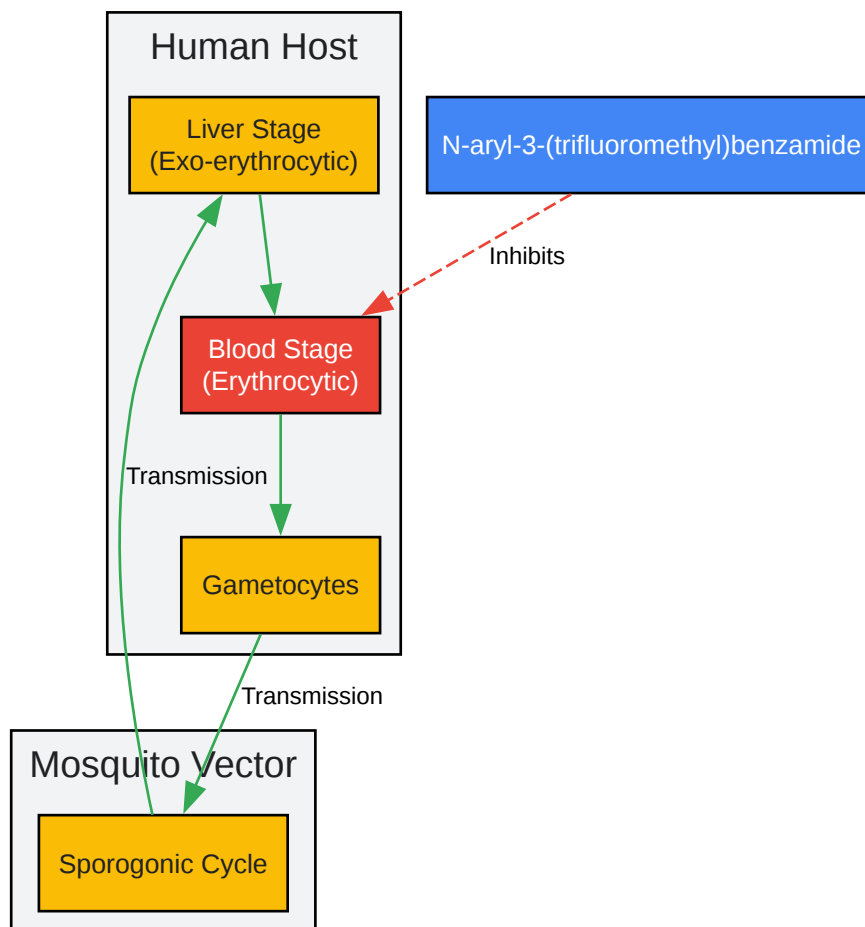 Human Host
Liver Stage
(Exo-erythrocytic)
N-aryl-3-(trifluoromethyl)benzamide
Inhibits
Blood Stage
(Erythrocytic)
Transmission
Gametocytes
Transmission
Mosquito Vector
Sporogonic Cycle